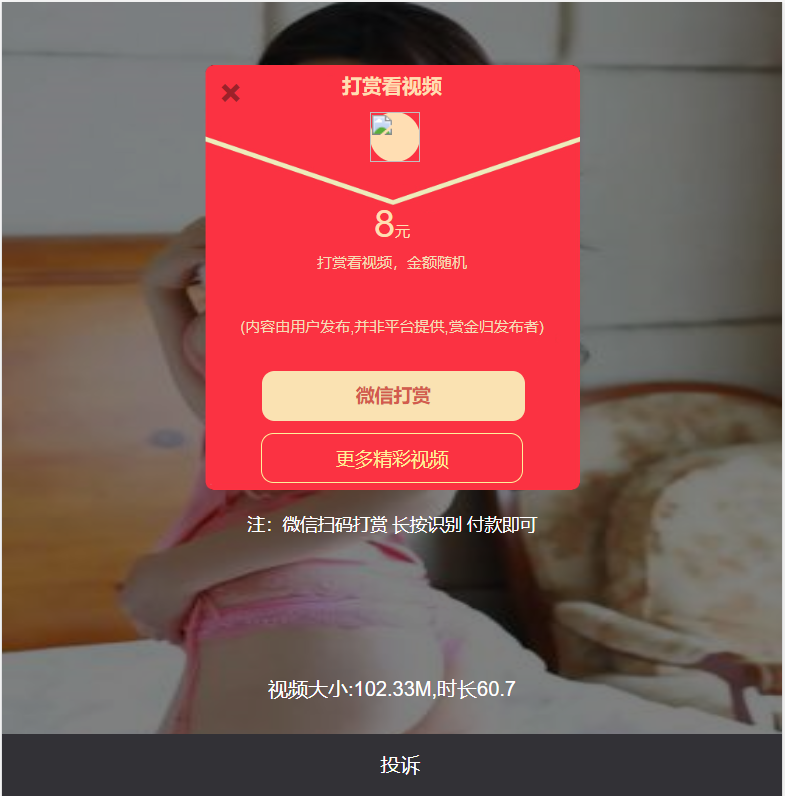 打赏看视频
8元
打赏看视频，金额随机
(内容由用户发布,并非平台提供,赏金归发布者)
微信打赏
更多精彩视频
注：微信扫码打赏 长按识别 付款即可
视频大小:102.33M,时长60.7
投诉